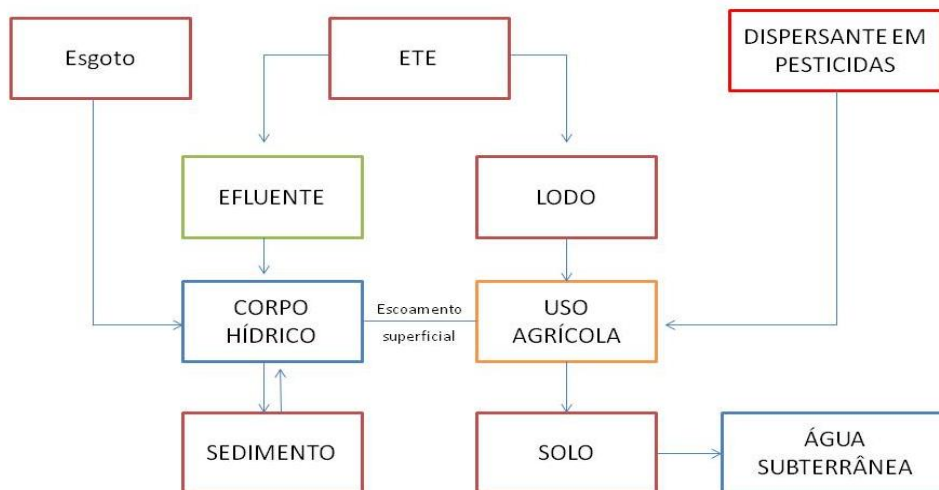 Esgoto
ETE
DISPERSANTE EM
PESTICIDAS
EFLUENTE
LODO
CORPO
HÍDRICO
Escoamento
superficial
USO
AGRÍCOLA
SEDIMENTO
SOLO
ÁGUA
SUBTERRÂNEA